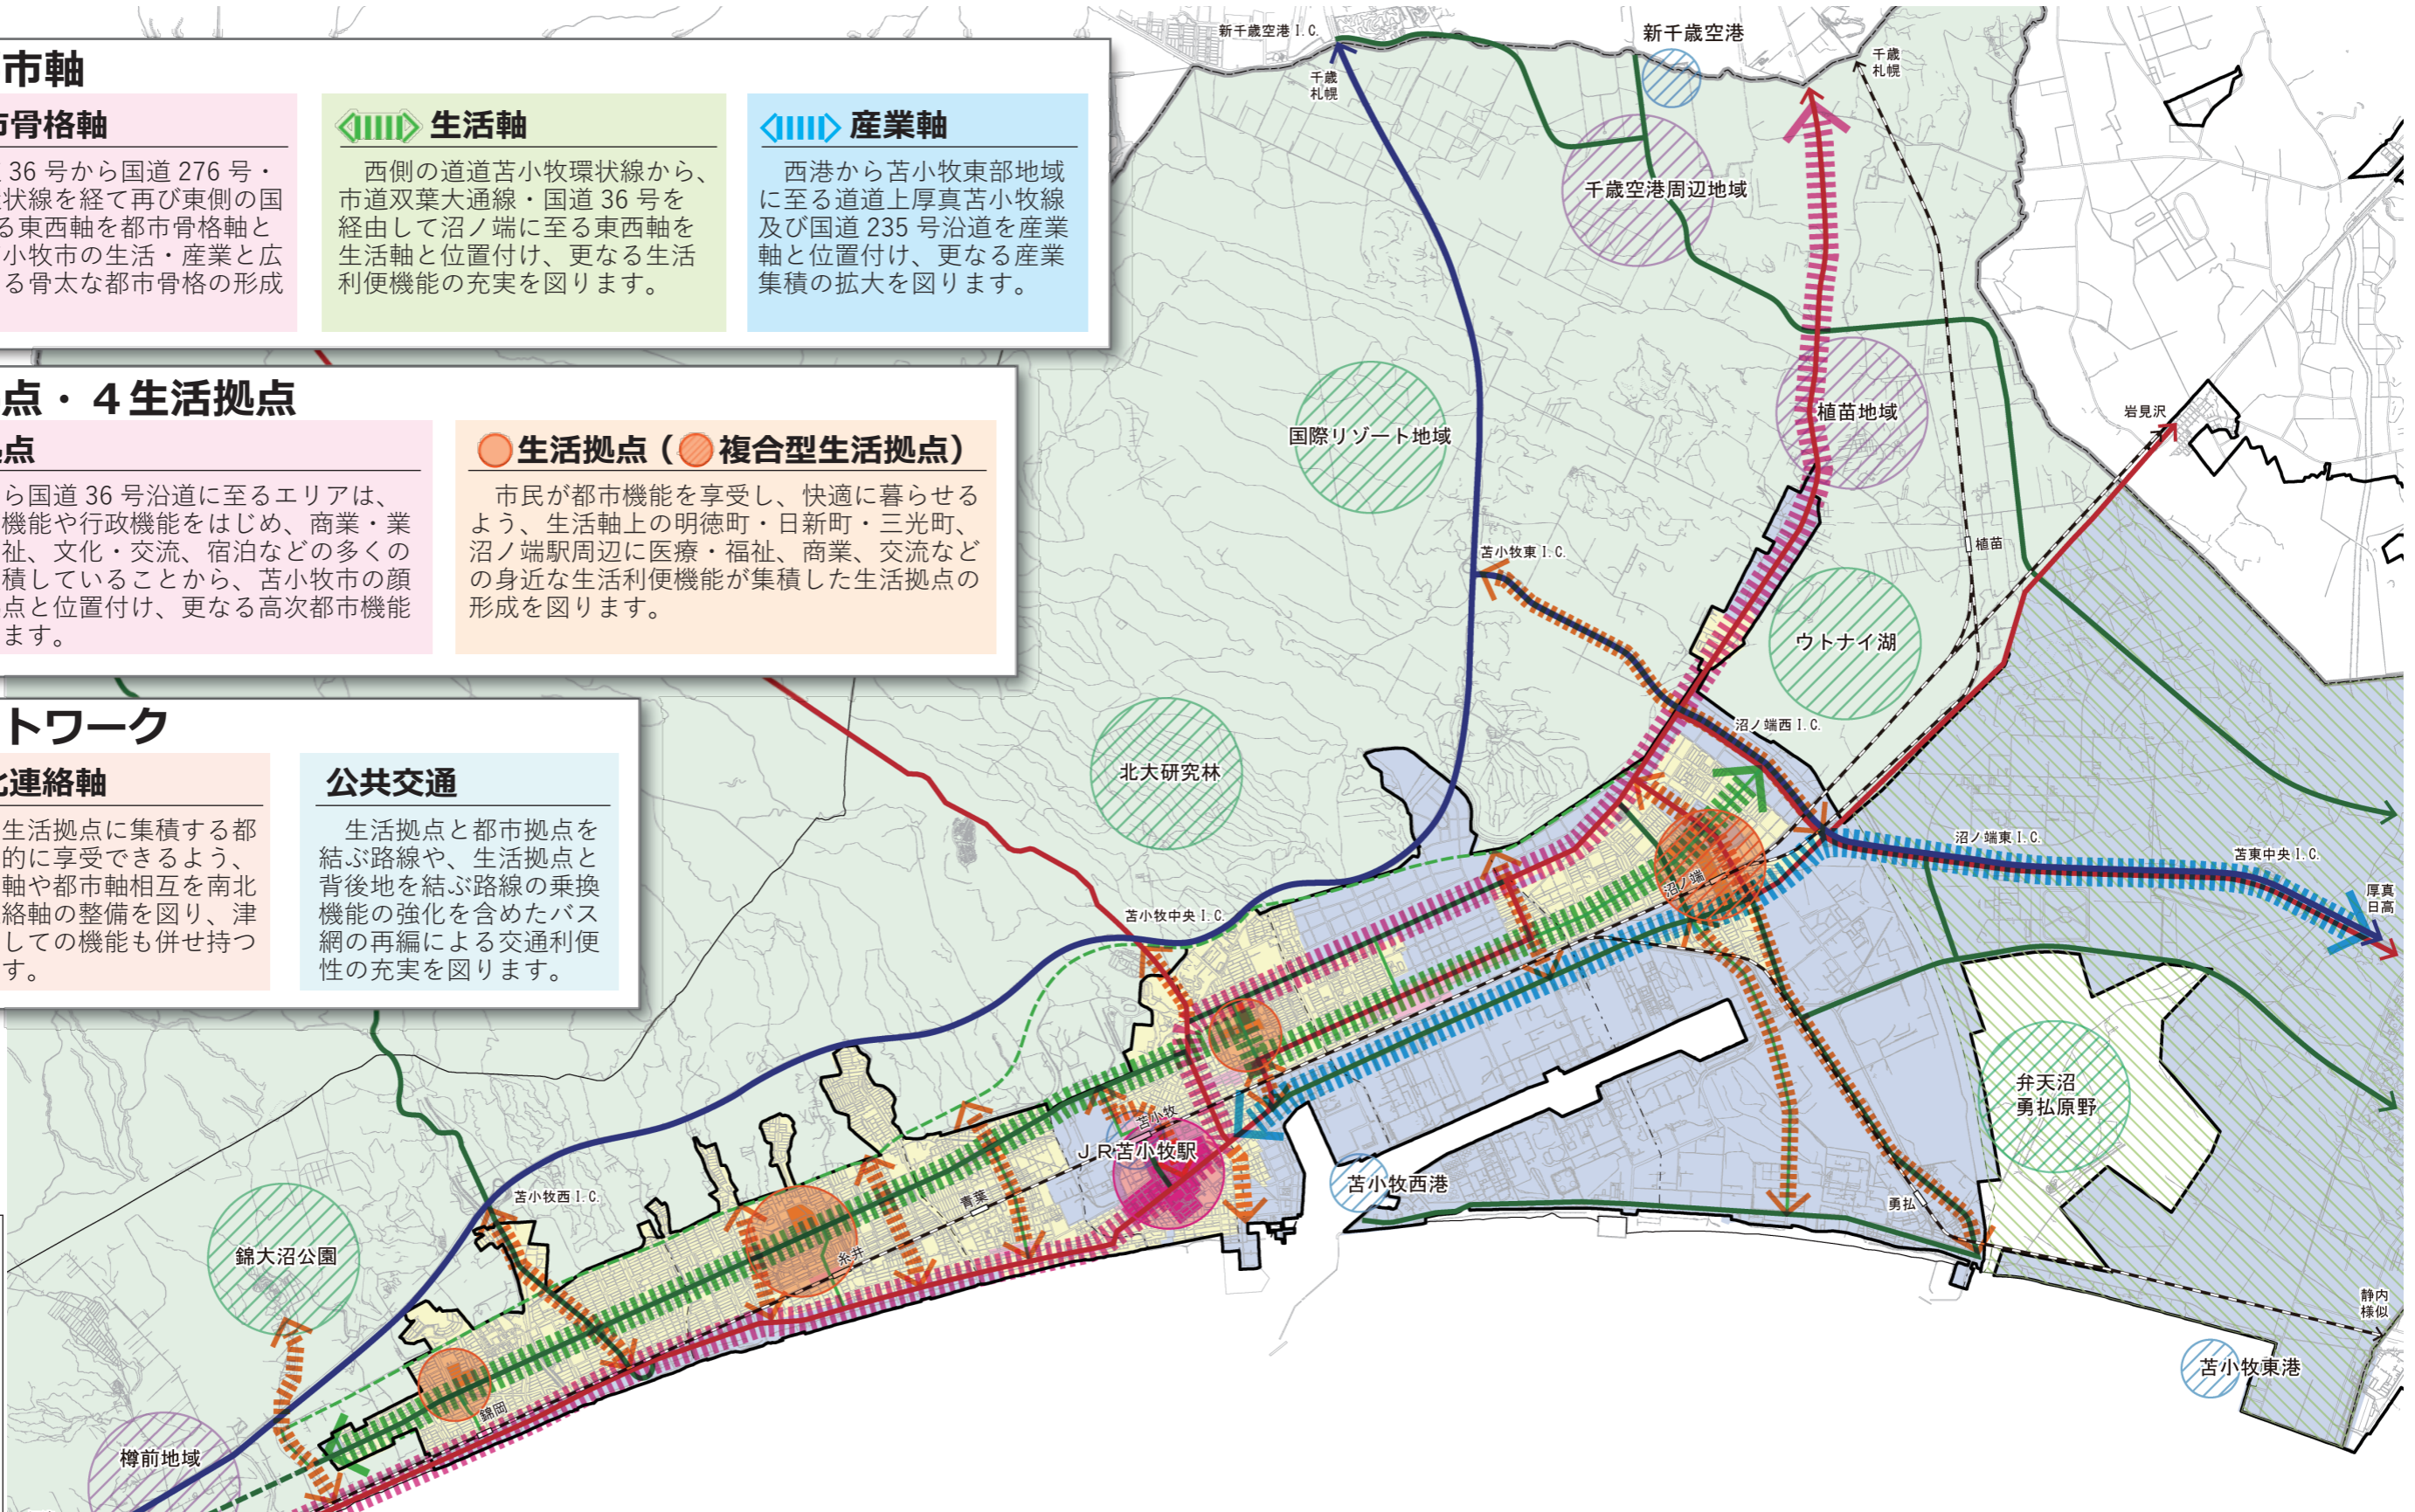 市軸
市骨格軸
36 号から国道 276 号・
状線を経て再び東側の国
る東西軸を都市骨格軸と
小牧市の生活・産業と広
る骨太な都市骨格の形成
生活軸
西側の道道苫小牧環状線から、
市道双葉大通線・国道 36 号を
経由して沼ノ端に至る東西軸を
生活軸と位置付け、更なる生活
利便機能の充実を図ります。
産業軸
西港から苫小牧東部地域
に至る道道上厚真苫小牧線
及び国道 235 号沿道を産業
軸と位置付け、更なる産業
集積の拡大を図ります。
点・４生活拠点
拠点
ら国道 36 号沿道に至るエリアは、
機能や行政機能をはじめ、商業・業
祉、文化・交流、宿泊などの多くの
積していることから、苫小牧市の顔
点と位置付け、更なる高次都市機能
ます。
生活拠点（複合型生活拠点）
市民が都市機能を享受し、快適に暮らせる
よう、生活軸上の明徳町・日新町・三光町、
沼ノ端駅周辺に医療・福祉、商業、交流など
の身近な生活利便機能が集積した生活拠点の
形成を図ります。
トワーク
北連絡軸
生活拠点に集積する都
的に享受できるよう、
軸や都市軸相互を南北
絡軸の整備を図り、津
しての機能も併せ持つ
す。
公共交通
生活拠点と都市拠点を
結ぶ路線や、生活拠点と
背後地を結ぶ路線の乗換
機能の強化を含めたバス
網の再編による交通利便
性の充実を図ります。
新千歳空港 I.C.
新千歳空港
千歳
札幌
千歳
札幌
千歳空港周辺地域
国際リゾート地域
植苗地域
岩見沢
苫小牧東 I.C.
植苗
ウトナイ湖
沼ノ端西 I.C.
北大研究林
沼ノ端東 I.C.
苫東中央 I.C.
沼ノ端
厚真
日高
苫小牧中央 I.C.
弁天沼
勇払原野
苫小牧
ＪＲ苫小牧駅
苫小牧西港
青葉
勇払
苫小牧西 I.C.
錦大沼公園
糸井
静内
様似
苫小牧東港
錦岡
樽前地域